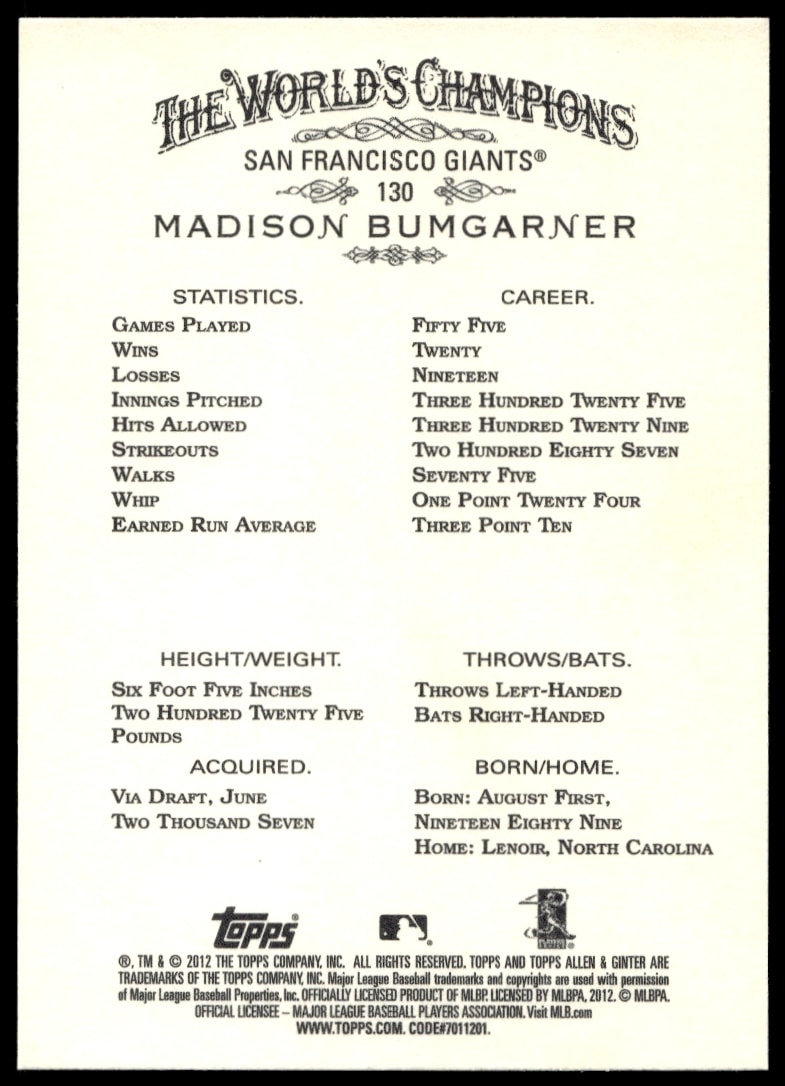 THE WORLD'S CHAMPIONS
SAN FRANCISCO GIANTS®
130
MADISON BUMGARNER
STATISTICS.
GAMES PLAYED
WINS
LOSSES
INNINGS PITCHED
HITS ALLOWED
STRIKEOUTS
WALKS
WHIP
EARNED RUN AVERAGE
CAREER.
FIFTY FIVE
TWENTY
NINETEEN
THREE HUNDRED TWENTY FIVE
THREE HUNDRED TWENTY NINE
TWO HUNDRED EIGHTY SEVEN
SEVENTY FIVE
ONE POINT TWENTY FOUR
THREE POINT TEN
HEIGHT/WEIGHT.
SIX FOOT FIVE INCHES
TWO HUNDRED TWENTY FIVE
POUNDS
THROWS/BATS.
THROWS LEFT-HANDED
BATS RIGHT-HANDED
ACQUIRED.
VIA DRAFT, JUNE
TWO THOUSAND SEVEN
BORN/HOME.
BORN: AUGUST FIRST,
NINETEEN EIGHTY NINE
HOME: LENOIR, NORTH CAROLINA
topps®
®, TM & © 2012 THE TOPPS COMPANY, INC. ALL RIGHTS RESERVED. TOPPS AND TOPPS ALLEN & GINTER ARE
TRADEMARKS OF THE TOPPS COMPANY, INC. Major League Baseball trademarks and copyrights are used with permission
of Major League Baseball Properties, Inc. OFFICIALLY LICENSED PRODUCT OF MLBP. LICENSED BY MLBPA, 2012. © MLBPA.
OFFICIAL LICENSEE – MAJOR LEAGUE BASEBALL PLAYERS ASSOCIATION. Visit MLB.com
WWW.TOPPS.COM. CODE#7011201.